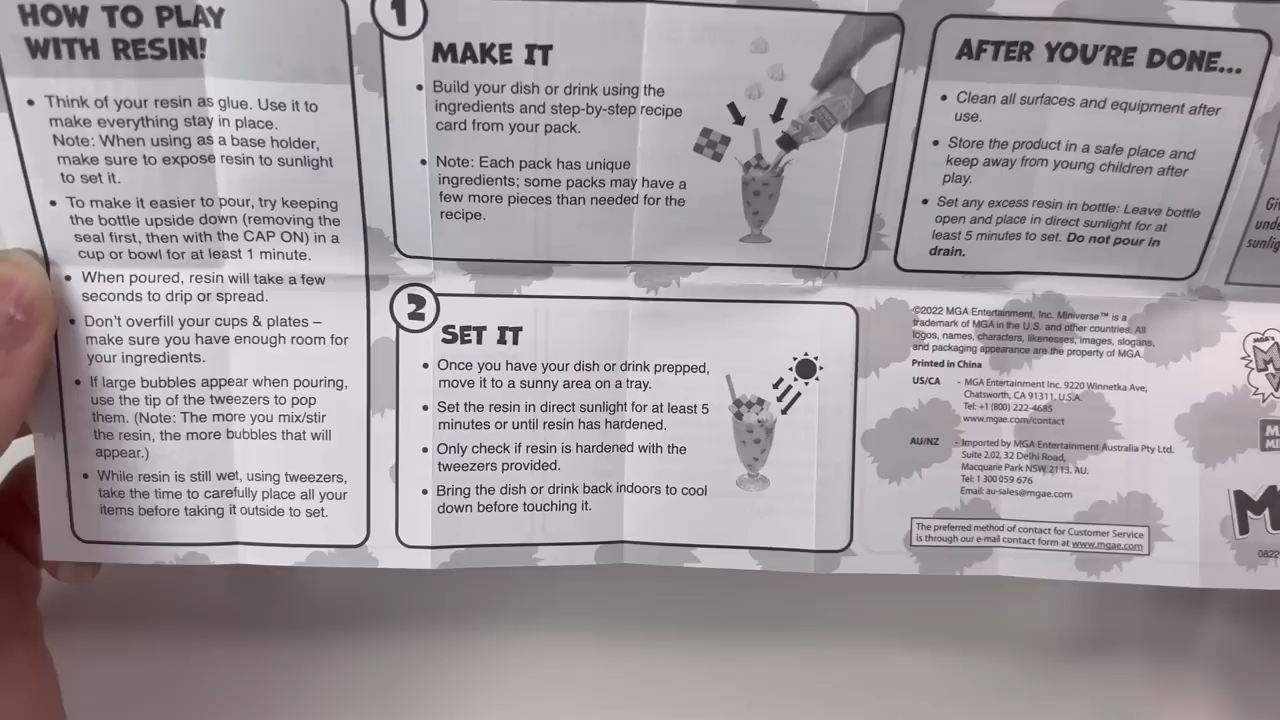 HOW TO PLAY
WITH RESIN!
• Think of your resin as glue. Use it to
make everything stay in place.
Note: When using as a base holder,
make sure to expose resin to sunlight
to set it.
• To make it easier to pour, try keeping
the bottle upside down (removing the
seal first, then with the CAP ON) in a
cup or bowl for at least 1 minute.
• When poured, resin will take a few
seconds to drip or spread.
• Don't overfill your cups & plates –
make sure you have enough room for
your ingredients.
• If large bubbles appear when pouring,
use the tip of the tweezers to pop
them. (Note: The more you mix/stir
the resin, the more bubbles that will
appear.)
• While resin is still wet, using tweezers,
take the time to carefully place all your
items before taking it outside to set.
1
MAKE IT
• Build your dish or drink using the
ingredients and step-by-step recipe
card from your pack.
• Note: Each pack has unique
ingredients; some packs may have a
few more pieces than needed for the
recipe.
2
SET IT
• Once you have your dish or drink prepped,
move it to a sunny area on a tray.
• Set the resin in direct sunlight for at least 5
minutes or until resin has hardened.
• Only check if resin is hardened with the
tweezers provided.
• Bring the dish or drink back indoors to cool
down before touching it.
AFTER YOU'RE DONE...
• Clean all surfaces and equipment after
use.
• Store the product in a safe place and
keep away from young children after
play.
• Set any excess resin in bottle: Leave bottle
open and place in direct sunlight for at
least 5 minutes to set. Do not pour in
drain.
©2022 MGA Entertainment, Inc. Miniverse™ is a
trademark of MGA in the U.S. and other countries. All
logos, names, characters, likenesses, images, slogans,
and packaging appearance are the property of MGA.
Printed in China
US/CA - MGA Entertainment Inc. 9220 Winnetka Ave,
Chatsworth, CA 91311, U.S.A.
Tel: +1 (800) 222-4685
www.mgae.com/contact
AU/NZ - Imported by MGA Entertainment Australia Pty Ltd.
Suite 2.02, 32 Delhi Road,
Macquarie Park NSW 2113. AU.
Tel: 1 300 059 676
Email: au-sales@mgae.com
The preferred method of contact for Customer Service
is through our e-mail contact form at www.mgae.com
0822